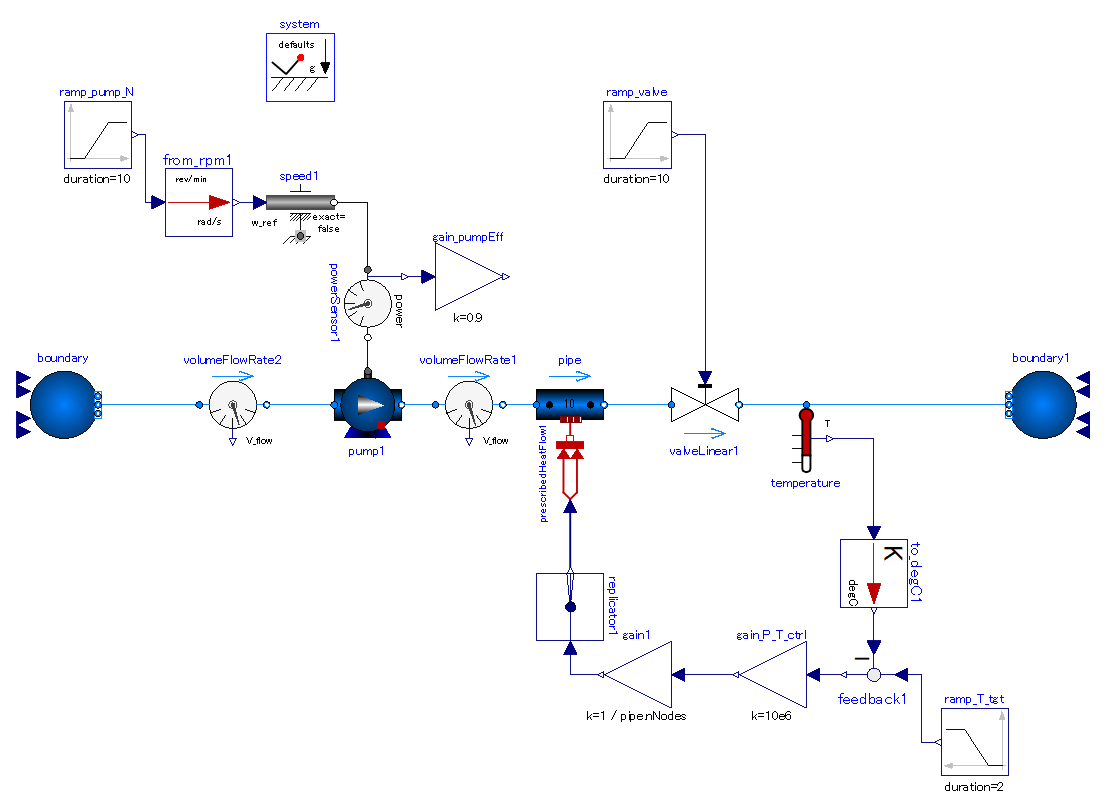 system
defaults
g
ramp_pump_N
duration=10
ramp_valve
duration=10
from_rpm1
rev/min
rad/s
speed1
w_ref
exact=
false
gain_pumpEff
k=0.9
powerSensor1
power
boundary
volumeFlowRate2
V_flow
pump1
volumeFlowRate1
V_flow
pipe
10
valveLinear1
boundary1
T
temperature
prescribedHeatFlow1
K
degC
to_degC1
replicator1
gain1
k=1 / pipe.nNodes
gain_P_T_ctrl
k=10e6
feedback1
ramp_T_tgt
duration=2